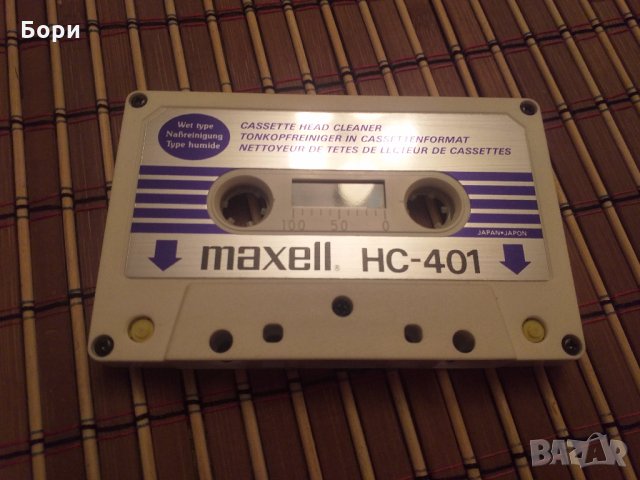 Бори
Wet type
Naßreinigung
Type humide
CASSETTE HEAD CLEANER
TONKOPFREINIGER IN CASSETTENFORMAT
NETTOYEUR DE TETES DE LECTEUR DE CASSETTES
100 50 0
JAPAN•JAPON
maxell® HC-401
BAZAR